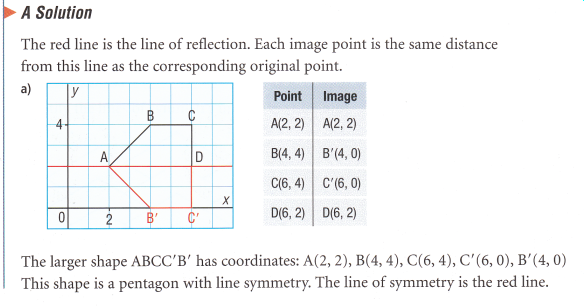 A Solution
The red line is the line of reflection. Each image point is the same distance
from this line as the corresponding original point.
a)
y
B C
4
A D
x
0 2 B′ C′
Point Image
A(2, 2) A(2, 2)
B(4, 4) B′(4, 0)
C(6, 4) C′(6, 0)
D(6, 2) D(6, 2)
The larger shape ABCC′B′ has coordinates: A(2, 2), B(4, 4), C(6, 4), C′(6, 0), B′(4, 0)
This shape is a pentagon with line symmetry. The line of symmetry is the red line.